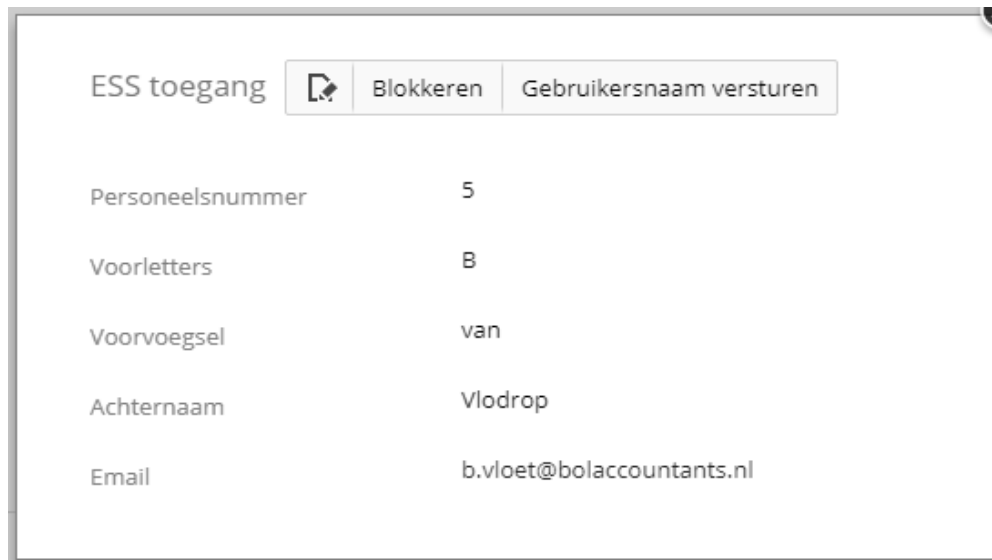 ESS toegang Blokkeren Gebruikersnaam versturen
Personeelsnummer 5
Voorletters B
Voorvoegsel van
Achternaam Vlodrop
Email b.vloet@bolaccountants.nl